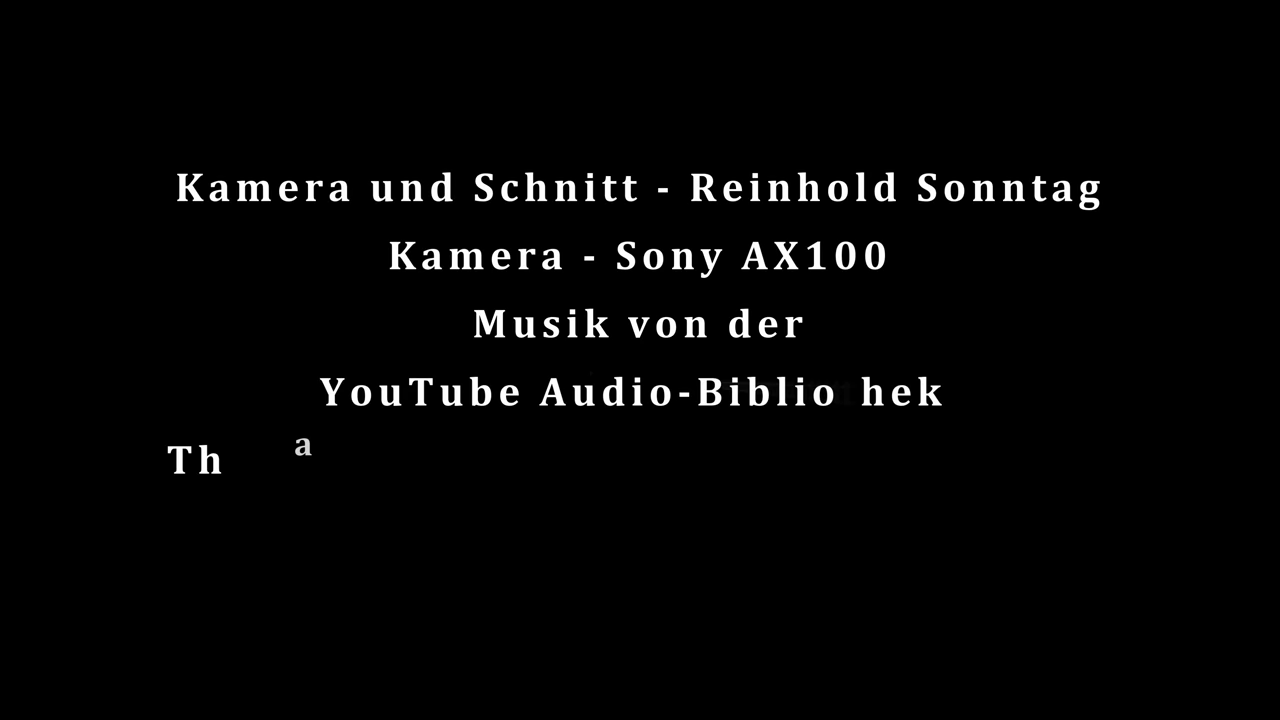 Kamera und Schnitt - Reinhold Sonntag
Kamera - Sony AX100
Musik von der
YouTube Audio-Biblio hek
Th a